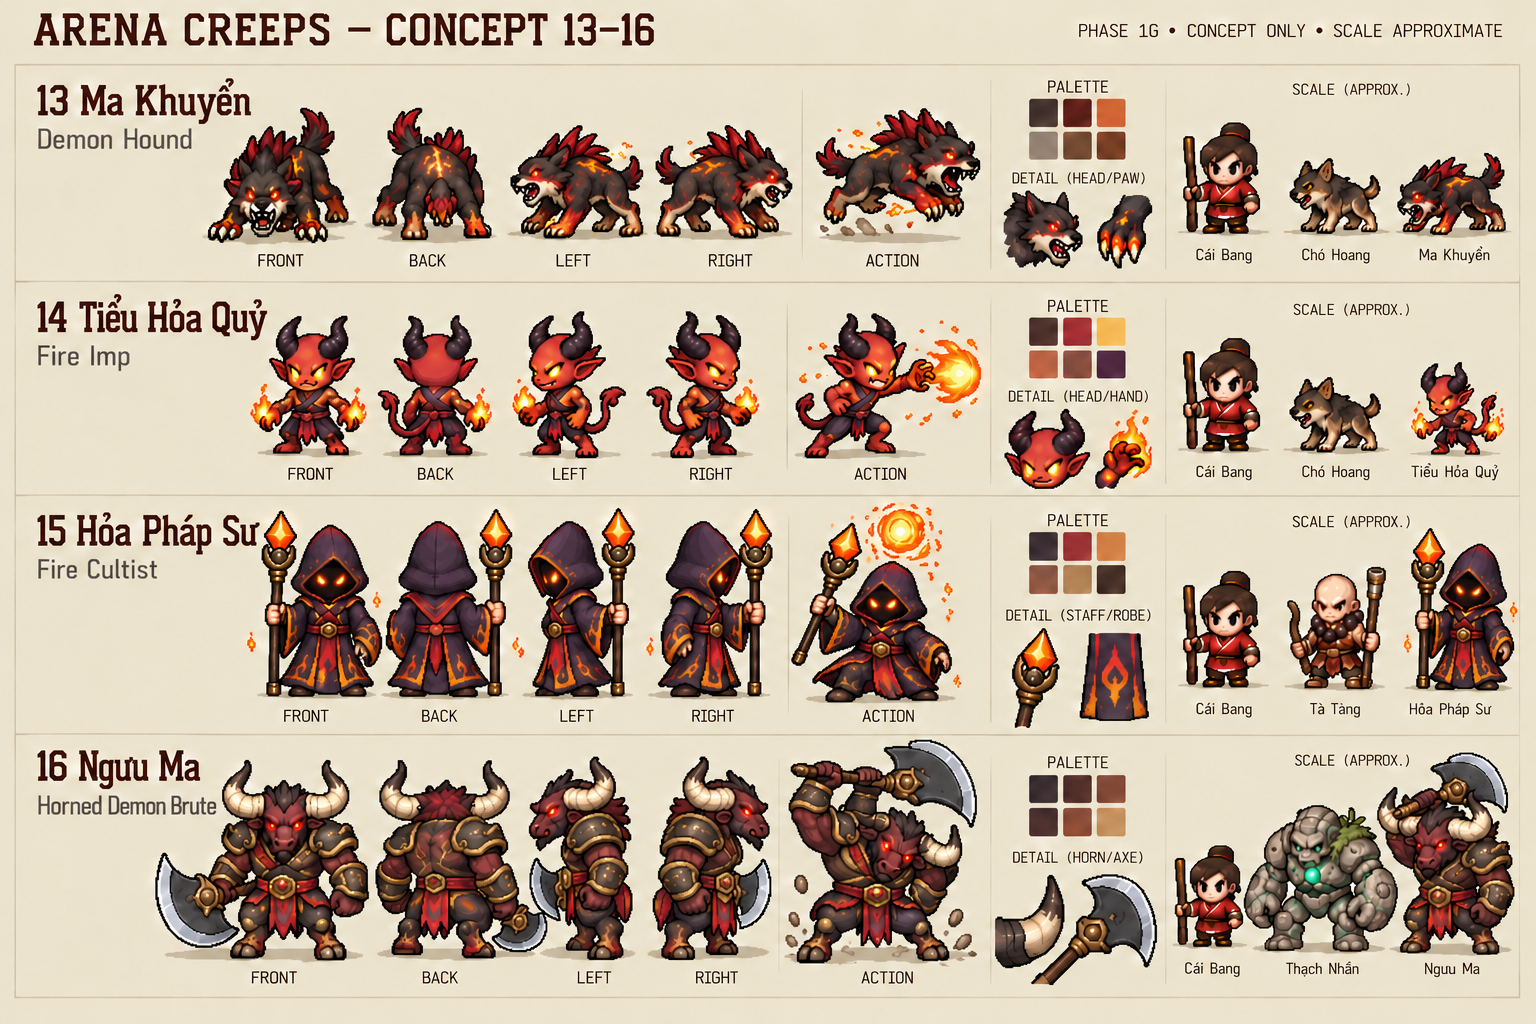 ARENA CREEPS – CONCEPT 13–16
PHASE 1G • CONCEPT ONLY • SCALE APPROXIMATE
13 Ma Khuyển
Demon Hound
FRONT
BACK
LEFT
RIGHT
ACTION
PALETTE
DETAIL (HEAD/PAW)
SCALE (APPROX.)
Cái Bang
Chó Hoang
Ma Khuyển
14 Tiểu Hỏa Quỷ
Fire Imp
FRONT
BACK
LEFT
RIGHT
ACTION
PALETTE
DETAIL (HEAD/HAND)
SCALE (APPROX.)
Cái Bang
Chó Hoang
Tiểu Hỏa Quỷ
15 Hỏa Pháp Sư
Fire Cultist
FRONT
BACK
LEFT
RIGHT
ACTION
PALETTE
DETAIL (STAFF/ROBE)
SCALE (APPROX.)
Cái Bang
Tà Tàng
Hỏa Pháp Sư
16 Ngưu Ma
Horned Demon Brute
FRONT
BACK
LEFT
RIGHT
ACTION
PALETTE
DETAIL (HORN/AXE)
SCALE (APPROX.)
Cái Bang
Thạch Nhân
Ngưu Ma